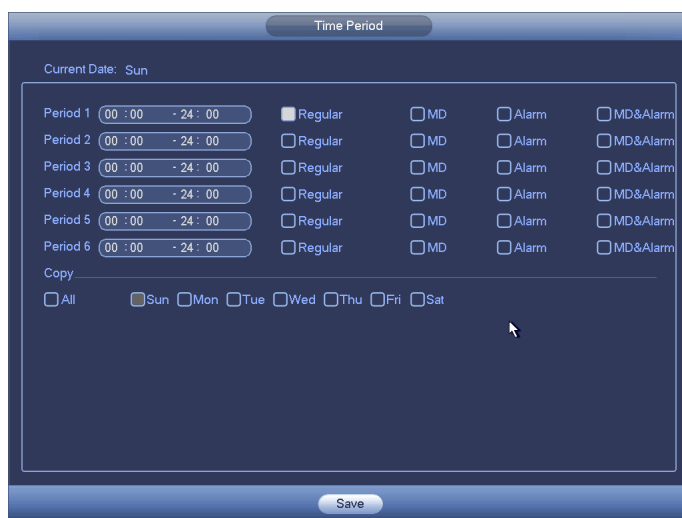 Time Period
Current Date: Sun
Period 1 00 : 00 - 24 : 00 Regular MD Alarm MD&Alarm
Period 2 00 : 00 - 24 : 00 Regular MD Alarm MD&Alarm
Period 3 00 : 00 - 24 : 00 Regular MD Alarm MD&Alarm
Period 4 00 : 00 - 24 : 00 Regular MD Alarm MD&Alarm
Period 5 00 : 00 - 24 : 00 Regular MD Alarm MD&Alarm
Period 6 00 : 00 - 24 : 00 Regular MD Alarm MD&Alarm
Copy
All Sun Mon Tue Wed Thu Fri Sat
Save